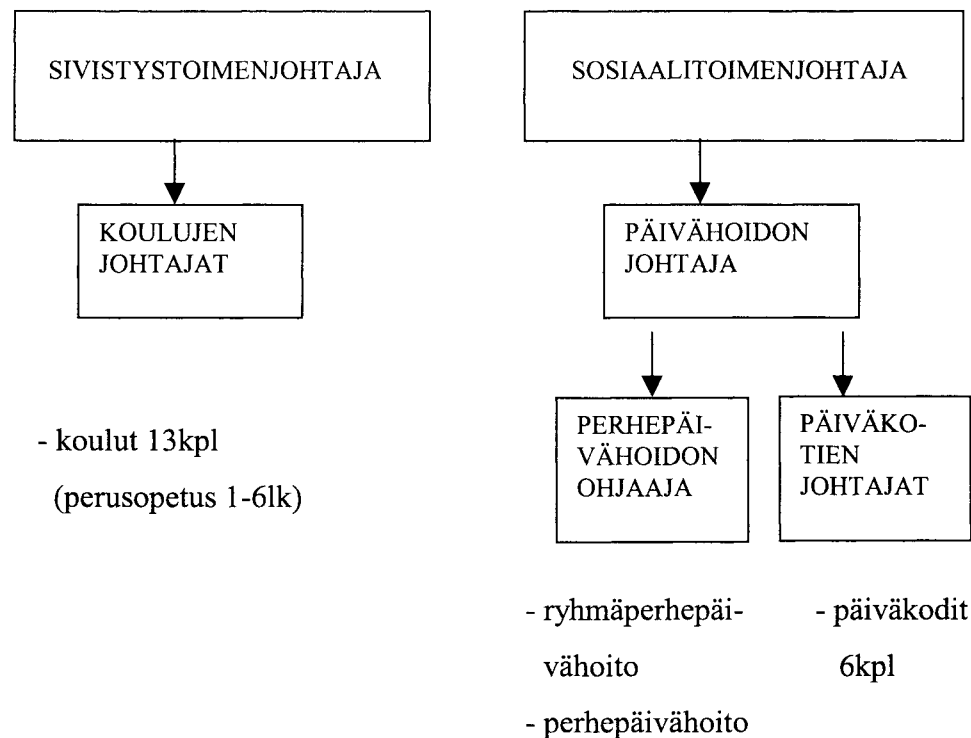 SIVISTYSTOIMENJOHTAJA
SOSIAALITOIMENJOHTAJA
KOULUJEN
JOHTAJAT
PÄIVÄHOIDON
JOHTAJA
- koulut 13kpl
(perusopetus 1-6lk)
PERHEPÄI-
VÄHOIDON
OHJAAJA
PÄIVÄKO-
TIEN
JOHTAJAT
- ryhmäperhepäi-
vähoito
- perhepäivähoito
- päiväkodit
6kpl